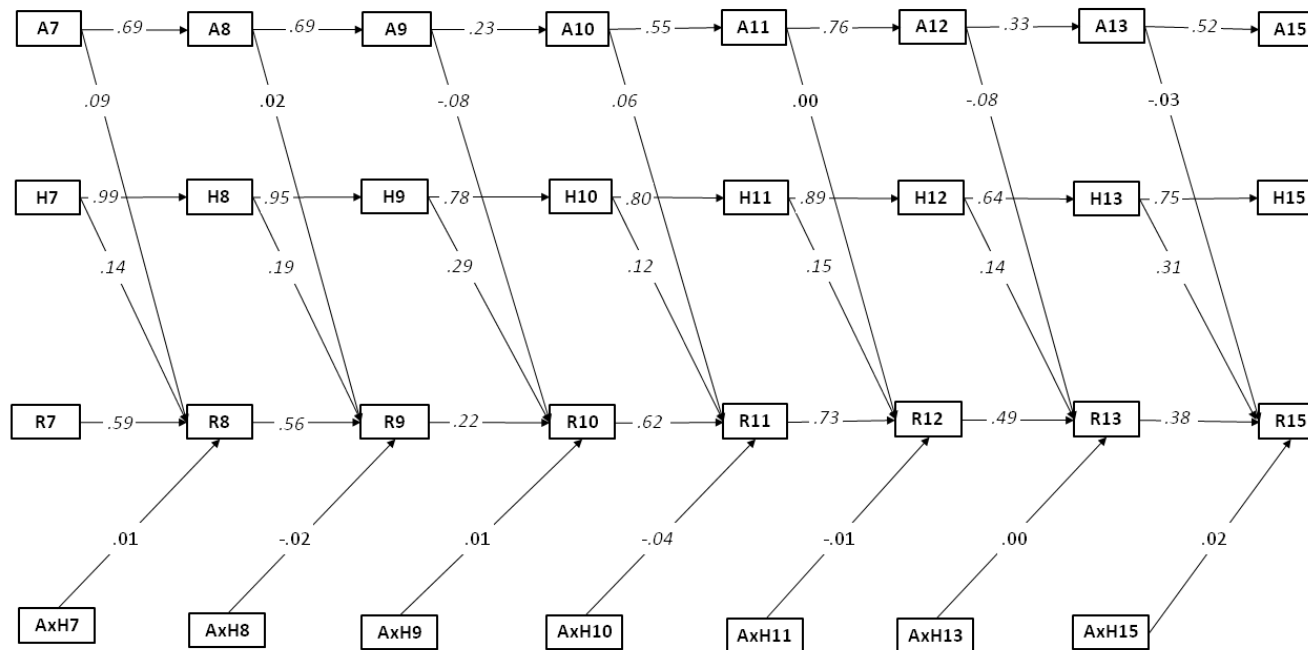 A7 .69 A8 .69 A9 .23 A10 .55 A11 .76 A12 .33 A13 .52 A15
.09 .02 -.08 .06 .00 -.08 -.03
H7 .99 H8 .95 H9 .78 H10 .80 H11 .89 H12 .64 H13 .75 H15
.14 .19 .29 .12 .15 .14 .31
R7 .59 R8 .56 R9 .22 R10 .62 R11 .73 R12 .49 R13 .38 R15
.01 -.02 .01 -.04 -.01 .00 .02
AxH7 AxH8 AxH9 AxH10 AxH11 AxH13 AxH15